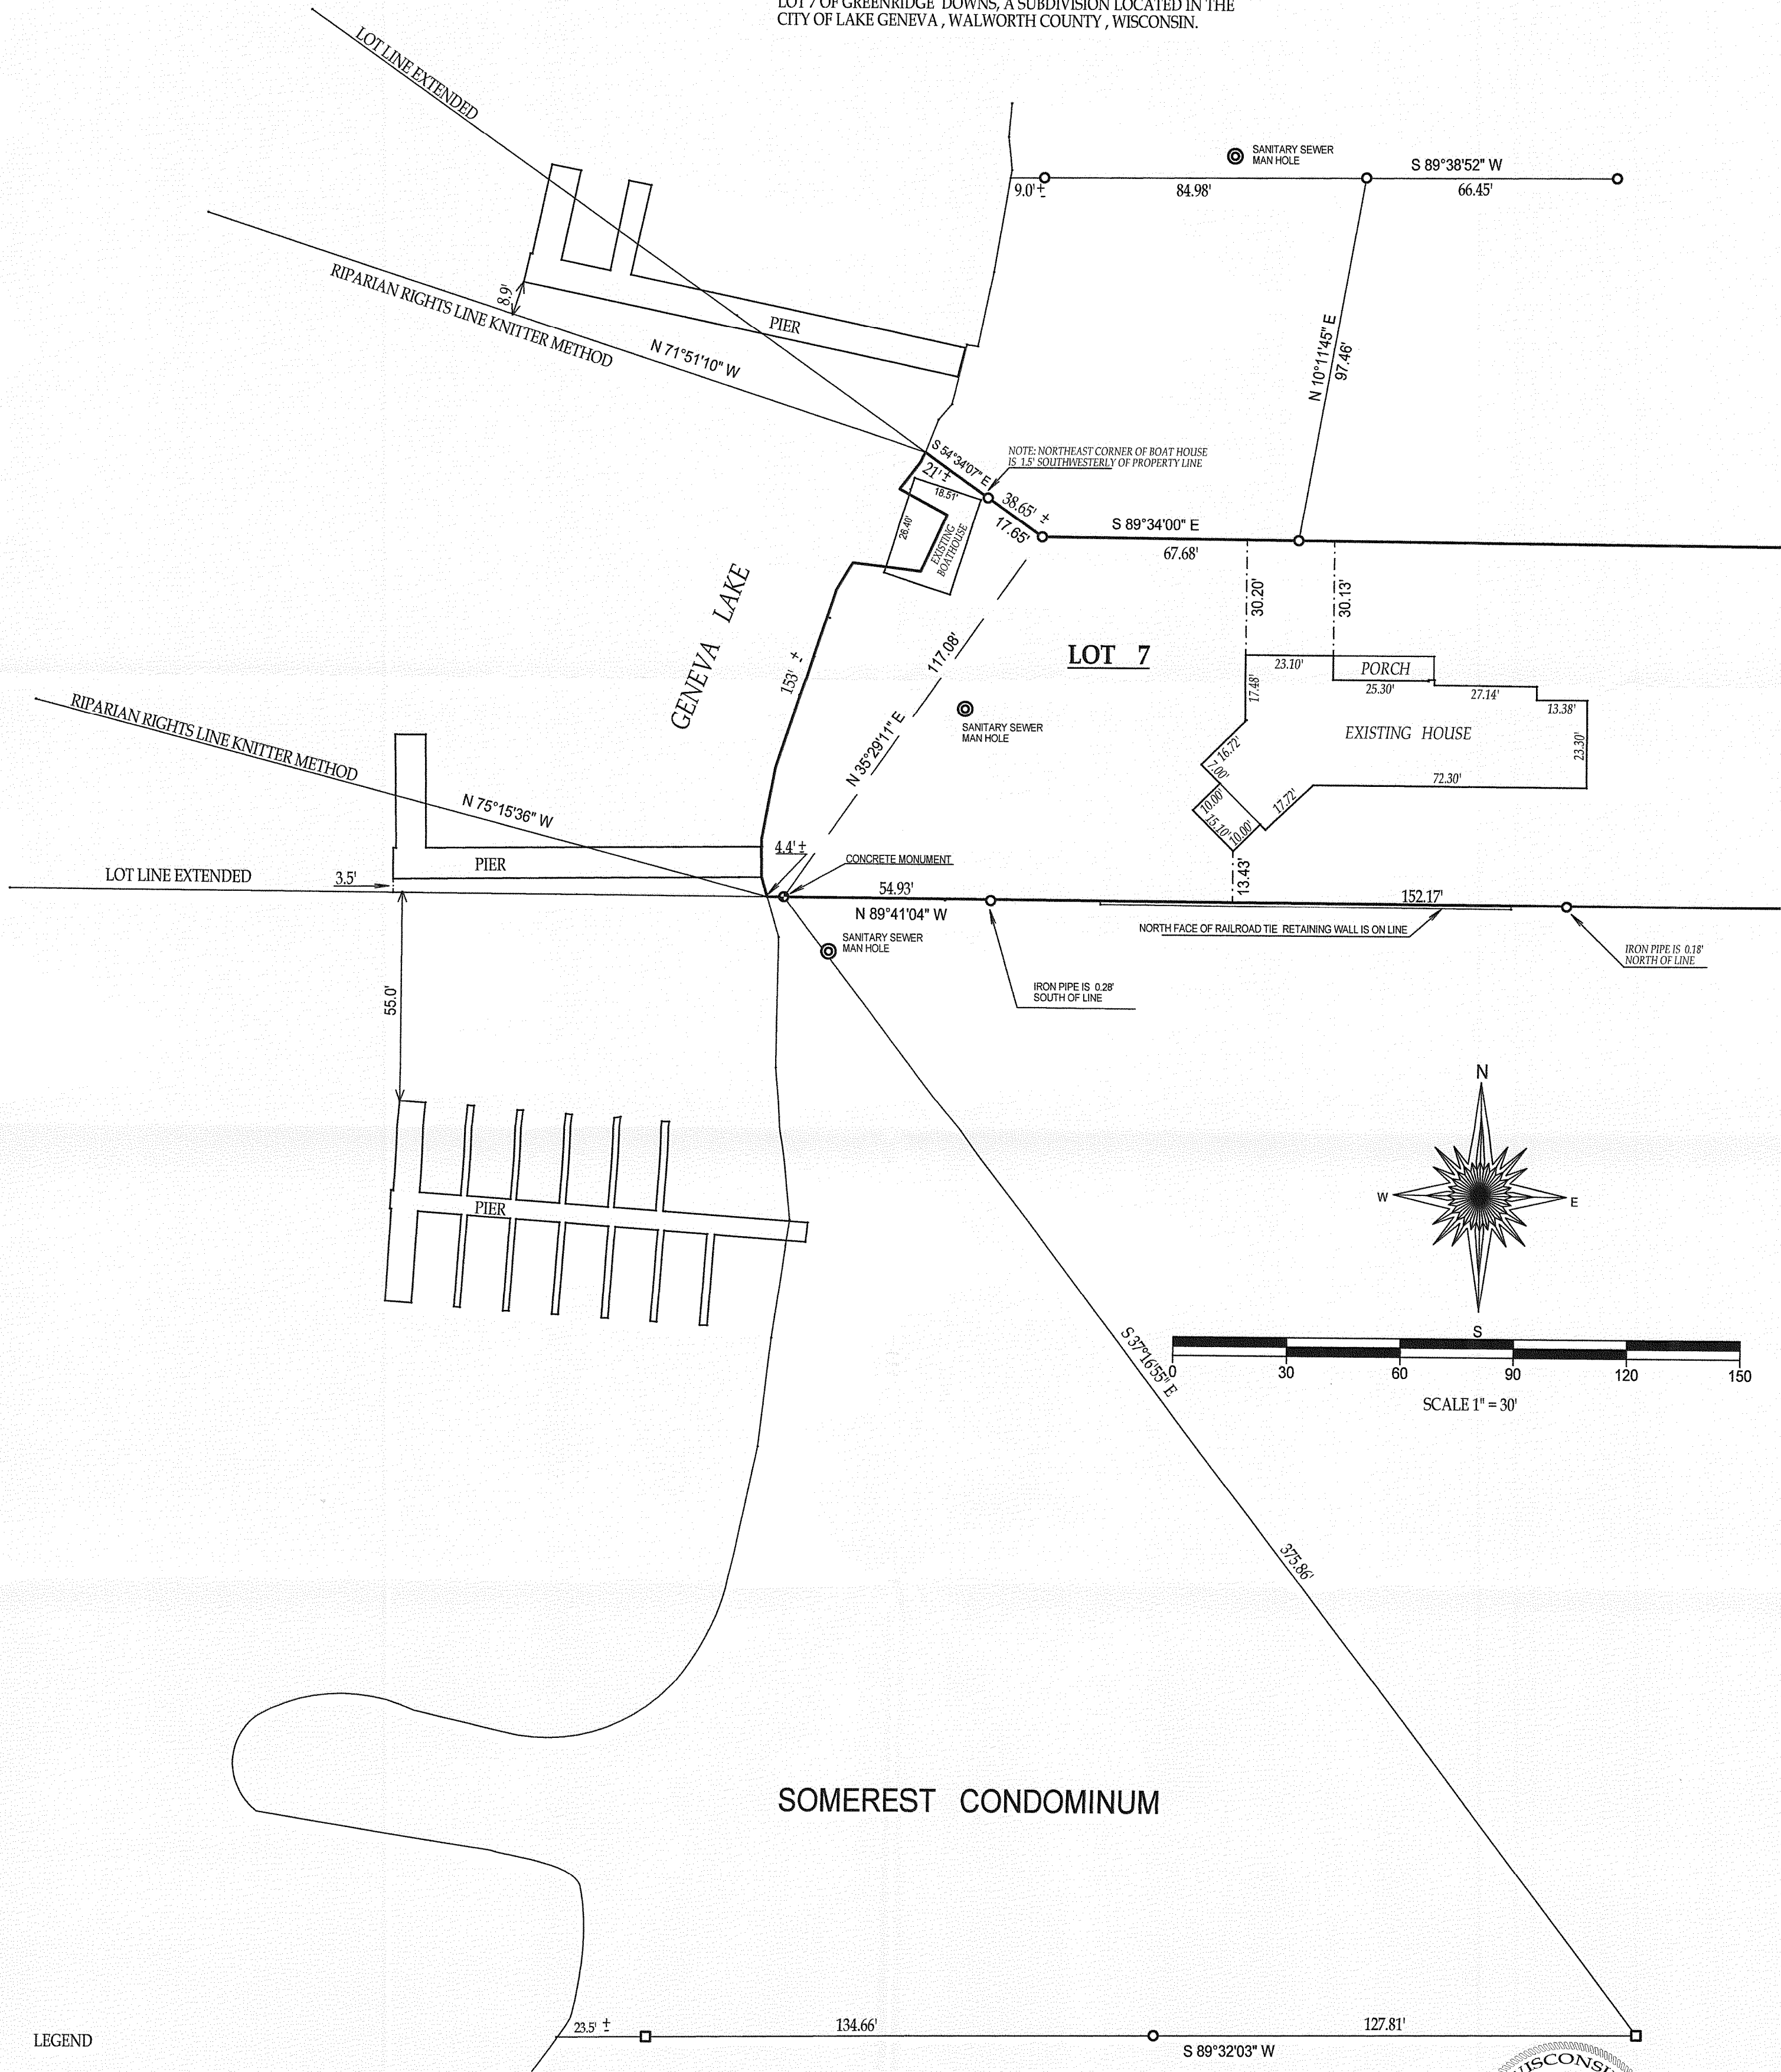 LOT 7 OF GREENRIDGE DOWNS, A SUBDIVISION LOCATED IN THE
CITY OF LAKE GENEVA , WALWORTH COUNTY , WISCONSIN.
LOT LINE EXTENDED
SANITARY SEWER
MAN HOLE
S 89°38'52" W
9.0'±
84.98'
66.45'
8.9'
RIPARIAN RIGHTS LINE KNITTER METHOD
N 71°51'10" W
PIER
N 10°11'45" E
97.46'
S 54°34'07" E
21'±
18.51'
26.40'
EXISTING
BOATHOUSE
NOTE: NORTHEAST CORNER OF BOAT HOUSE
IS 1.5' SOUTHWESTERLY OF PROPERTY LINE
38.65' ±
17.65'
S 89°34'00" E
67.68'
GENEVA LAKE
153' ±
117.08'
N 35°29'11" E
30.20'
30.13'
LOT 7
23.10'
PORCH
17.48'
25.30'
27.14'
13.38'
EXISTING HOUSE
23.30'
16.72'
7.00'
72.30'
10.00'
17.72'
15.10'
10.00'
13.43'
SANITARY SEWER
MAN HOLE
RIPARIAN RIGHTS LINE KNITTER METHOD
N 75°15'36" W
4.4'±
CONCRETE MONUMENT
PIER
LOT LINE EXTENDED
3.5'
54.93'
N 89°41'04" W
152.17'
NORTH FACE OF RAILROAD TIE RETAINING WALL IS ON LINE
SANITARY SEWER
MAN HOLE
IRON PIPE IS 0.18'
NORTH OF LINE
IRON PIPE IS 0.28'
SOUTH OF LINE
55.0'
PIER
N
W
E
S
0 30 60 90 120 150
SCALE 1" = 30'
S 37°16'55" E
375.86'
SOMEREST CONDOMINUM
LEGEND
23.5' ±
134.66'
127.81'
S 89°32'03" W
WISCONSI